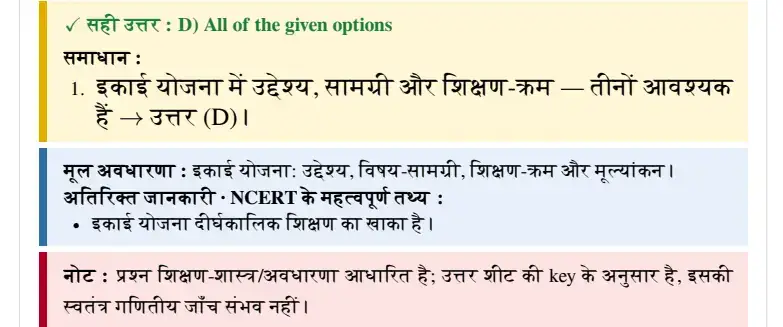 ✓ सही उत्तर : D) All of the given options
समाधान :
1. इकाई योजना में उद्देश्य, सामग्री और शिक्षण-क्रम — तीनों आवश्यक
हैं → उत्तर (D)।
मूल अवधारणा : इकाई योजना: उद्देश्य, विषय-सामग्री, शिक्षण-क्रम और मूल्यांकन।
अतिरिक्त जानकारी · NCERT के महत्वपूर्ण तथ्य :
• इकाई योजना दीर्घकालिक शिक्षण का खाका है।
नोट : प्रश्न शिक्षण-शास्त्र/अवधारणा आधारित है; उत्तर शीट की key के अनुसार है, इसकी
स्वतंत्र गणितीय जाँच संभव नहीं।